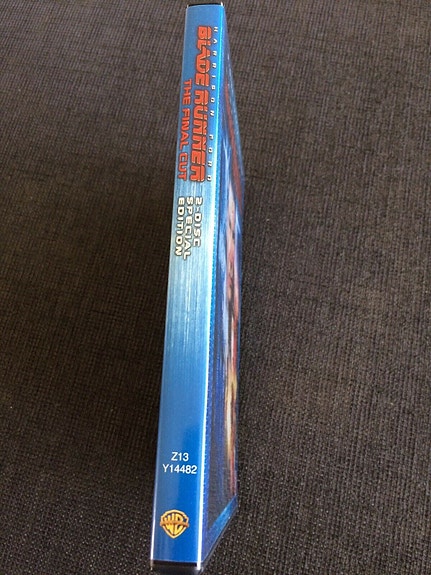 HARRISON FORD
BLADE RUNNER
THE FINAL CUT
2-DISC
SPECIAL
EDITION
Z13
Y14482
WB